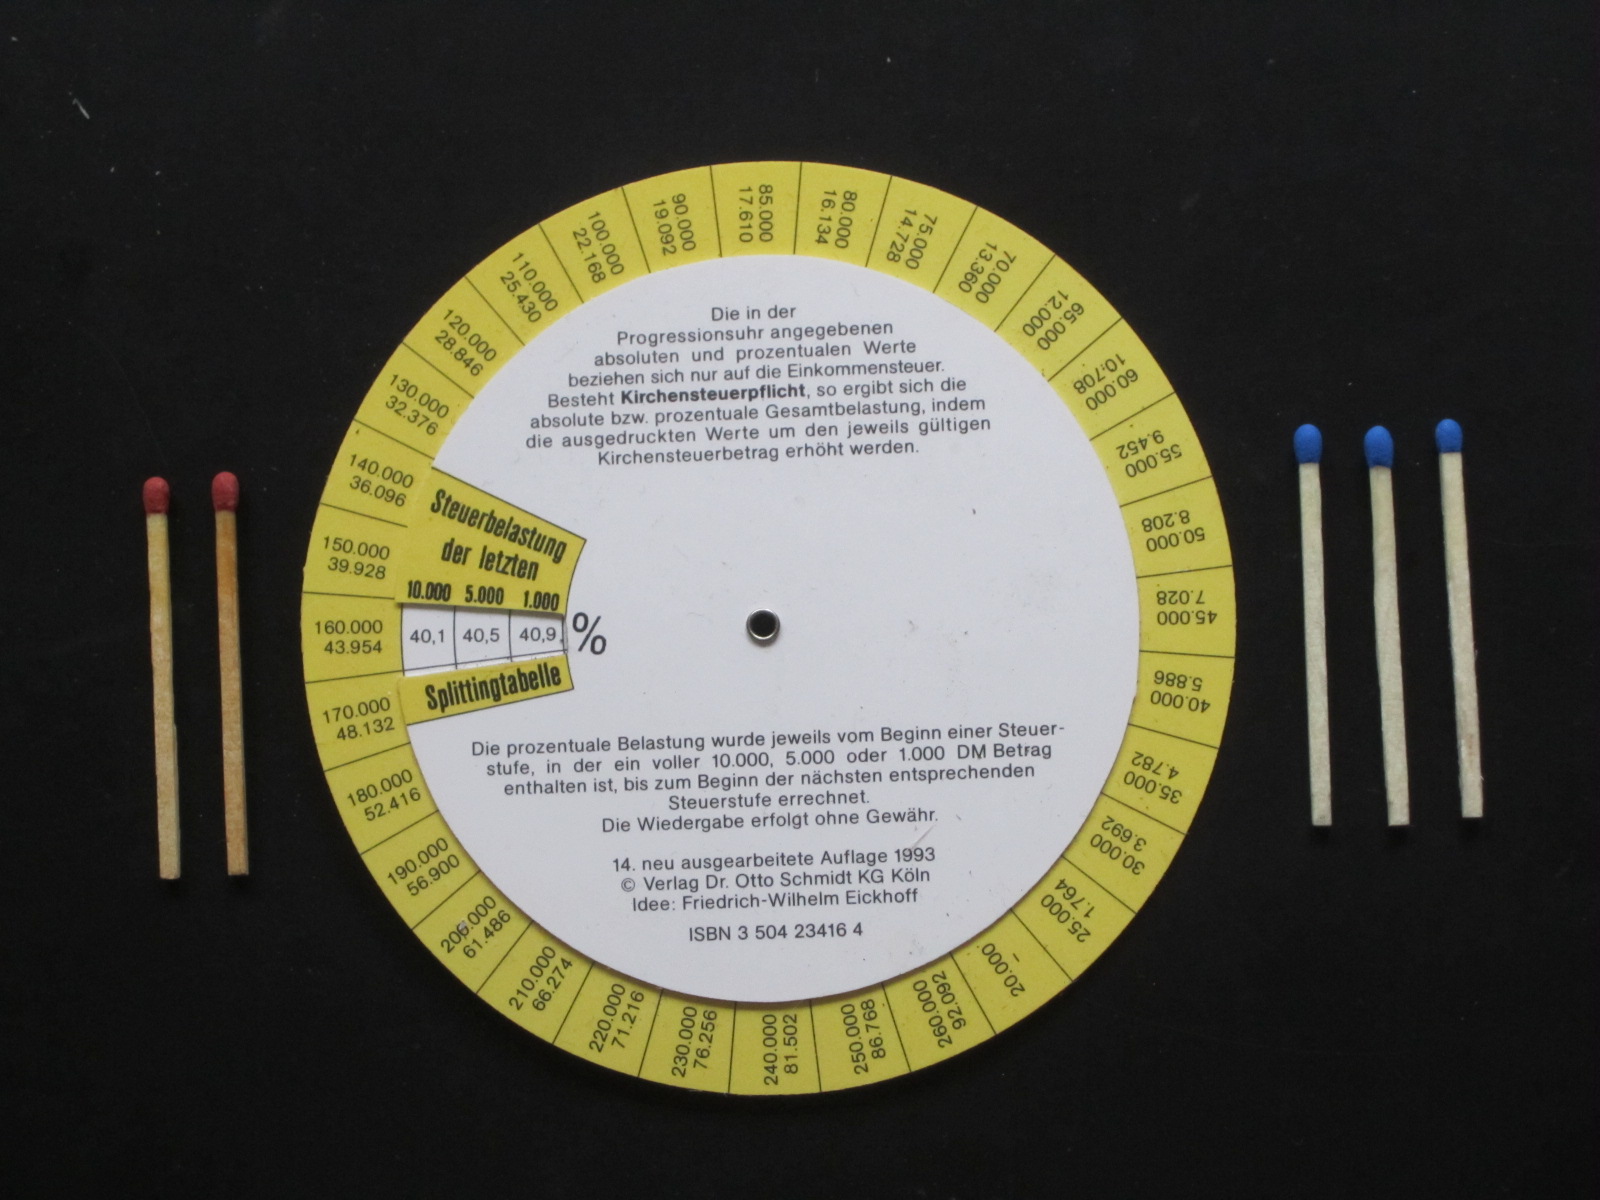 Die in der
Progressionsuhr angegebenen
absoluten und prozentualen Werte
beziehen sich nur auf die Einkommensteuer.
Besteht Kirchensteuerpflicht, so ergibt sich die
absolute bzw. prozentuale Gesamtbelastung, indem
die ausgedruckten Werte um den jeweils gültigen
Kirchensteuerbetrag erhöht werden.
Steuerbelastung
der letzten
10.000 5.000 1.000
40,1 40,5 40,9 %
Splittingtabelle
Die prozentuale Belastung wurde jeweils vom Beginn einer Steuer-
stufe, in der ein voller 10.000, 5.000 oder 1.000 DM Betrag
enthalten ist, bis zum Beginn der nächsten entsprechenden
Steuerstufe errechnet.
Die Wiedergabe erfolgt ohne Gewähr.
14. neu ausgearbeitete Auflage 1993
© Verlag Dr. Otto Schmidt KG Köln
Idee: Friedrich-Wilhelm Eickhoff
ISBN 3 504 23416 4
20.000
–
25.000
1.764
30.000
3.692
35.000
4.782
40.000
5.886
45.000
7.028
50.000
8.208
55.000
9.452
60.000
10.708
65.000
12.000
70.000
13.360
75.000
14.728
80.000
16.134
85.000
17.610
90.000
19.092
100.000
22.168
110.000
25.430
120.000
28.846
130.000
32.376
140.000
36.096
150.000
39.928
160.000
43.954
170.000
48.132
180.000
52.416
190.000
56.900
200.000
61.486
210.000
66.274
220.000
71.216
230.000
76.256
240.000
81.502
250.000
86.768
260.000
92.092